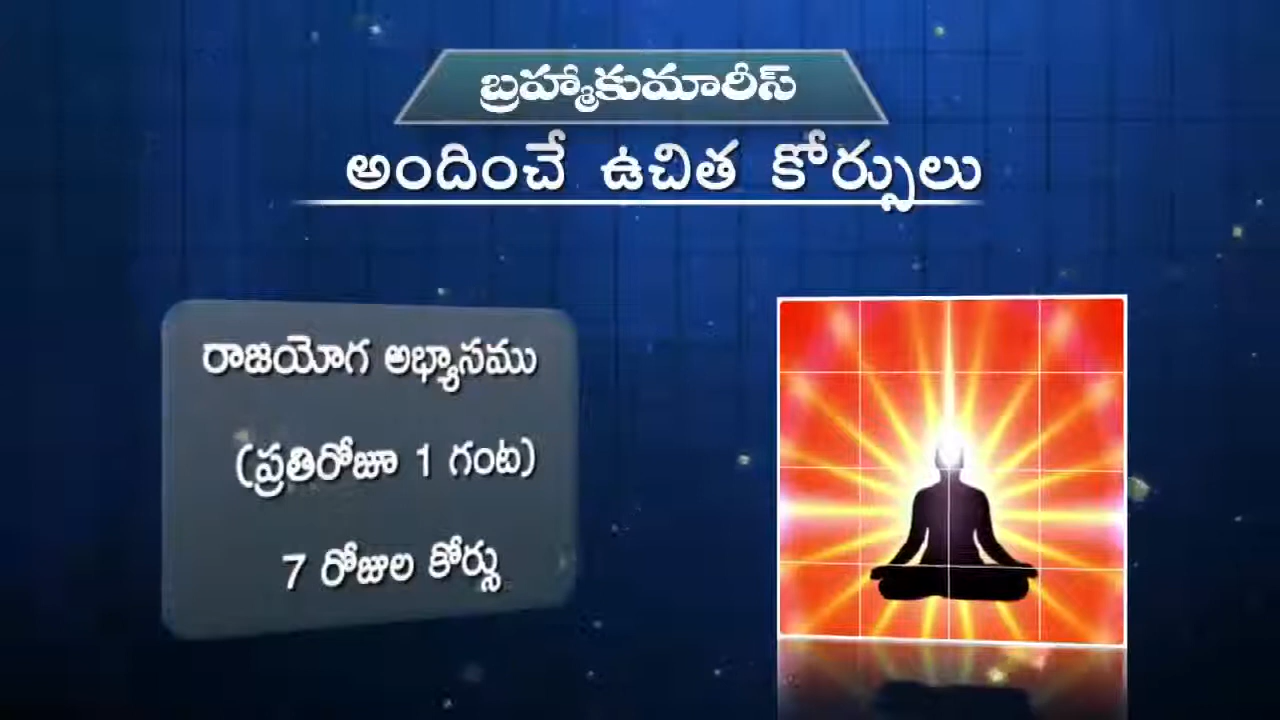 బ్రహ్మాకుమారీస్
అందించే ఉచిత కోర్సులు
రాజయోగ అభ్యాసము
(ప్రతిరోజూ 1 గంట)
7 రోజుల కోర్సు